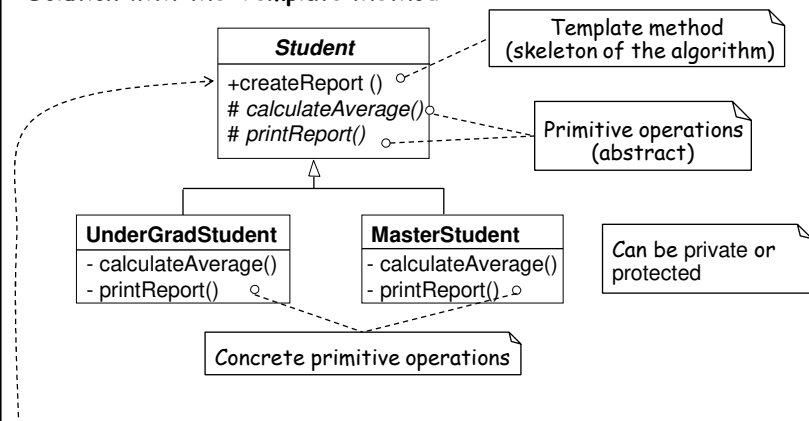 Solution with the Template Method
Student
+createReport ()
# calculateAverage()
# printReport()
Template method
(skeleton of the algorithm)
Primitive operations
(abstract)
UnderGradStudent
- calculateAverage()
- printReport()
MasterStudent
- calculateAverage()
- printReport()
Can be private or
protected
Concrete primitive operations